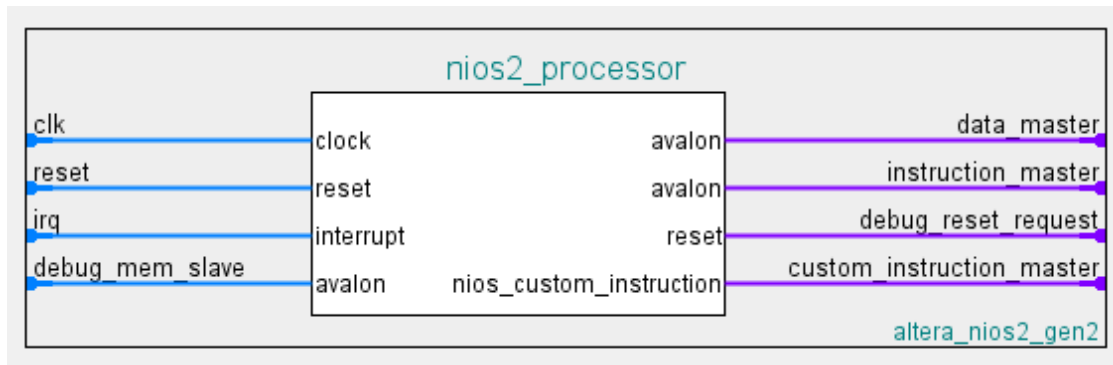 nios2_processor
clk
clock
avalon
data_master
reset
reset
avalon
instruction_master
irq
interrupt
reset
debug_reset_request
debug_mem_slave
avalon
nios_custom_instruction
custom_instruction_master
altera_nios2_gen2